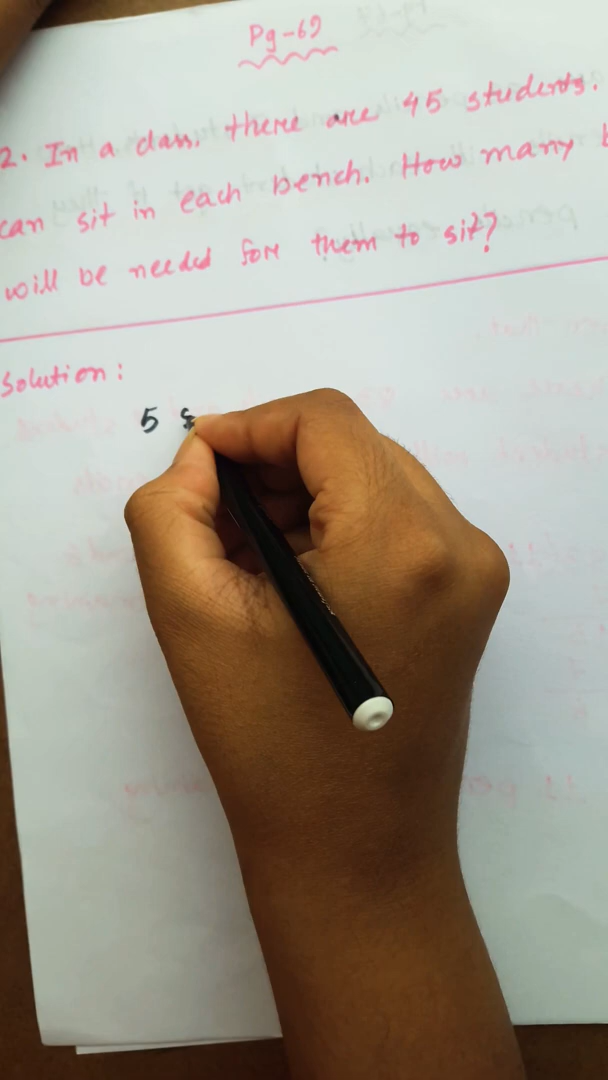 Pg-69
2. In a class, there are 45 students.
can sit in each bench. How many b
will be needed for them to sit?
Solution:
5 s